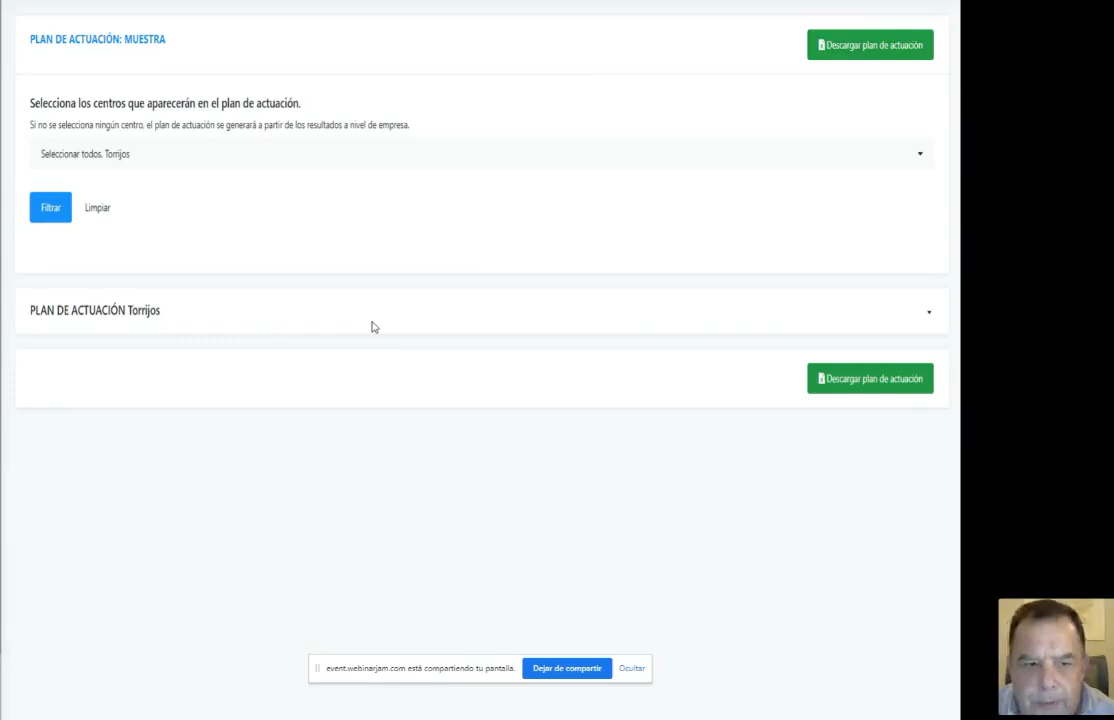 PLAN DE ACTUACIÓN: MUESTRA
Descargar plan de actuación
Selecciona los centros que aparecerán en el plan de actuación.
Si no se selecciona ningún centro, el plan de actuación se generará a partir de los resultados a nivel de empresa.
Seleccionar todos, Torrijos
Filtrar
Limpiar
PLAN DE ACTUACIÓN Torrijos
Descargar plan de actuación
event.webinarjam.com está compartiendo tu pantalla.
Dejar de compartir
Ocultar